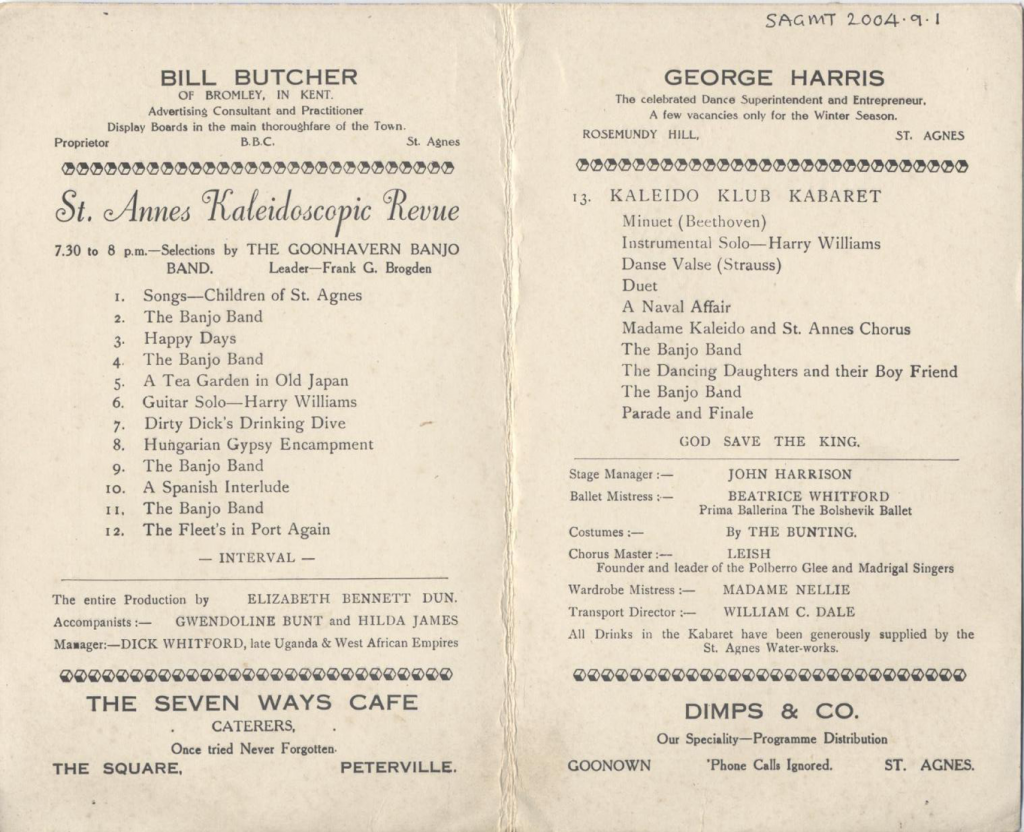 SAGMT 2004.9.1
BILL BUTCHER
OF BROMLEY, IN KENT.
Advertising Consultant and Practitioner
Display Boards in the main thoroughfare of the Town.
Proprietor B.B.C. St. Agnes
St. Annes Kaleidoscopic Revue
7.30 to 8 p.m.—Selections by THE GOONHAVERN BANJO
BAND. Leader—Frank G. Brogden
1. Songs—Children of St. Agnes
2. The Banjo Band
3. Happy Days
4. The Banjo Band
5. A Tea Garden in Old Japan
6. Guitar Solo—Harry Williams
7. Dirty Dick's Drinking Dive
8. Hungarian Gypsy Encampment
9. The Banjo Band
10. A Spanish Interlude
11. The Banjo Band
12. The Fleet's in Port Again
— INTERVAL —
The entire Production by ELIZABETH BENNETT DUN.
Accompanists :— GWENDOLINE BUNT and HILDA JAMES
Manager:—DICK WHITFORD, late Uganda & West African Empires
THE SEVEN WAYS CAFE
CATERERS,
Once tried Never Forgotten.
THE SQUARE, PETERVILLE.
GEORGE HARRIS
The celebrated Dance Superintendent and Entrepreneur,
A few vacancies only for the Winter Season.
ROSEMUNDY HILL, ST. AGNES
13. KALEIDO KLUB KABARET
Minuet (Beethoven)
Instrumental Solo—Harry Williams
Danse Valse (Strauss)
Duet
A Naval Affair
Madame Kaleido and St. Annes Chorus
The Banjo Band
The Dancing Daughters and their Boy Friend
The Banjo Band
Parade and Finale
GOD SAVE THE KING.
Stage Manager :— JOHN HARRISON
Ballet Mistress :— BEATRICE WHITFORD
Prima Ballerina The Bolshevik Ballet
Costumes :— By THE BUNTING.
Chorus Master :— LEISH
Founder and leader of the Polberro Glee and Madrigal Singers
Wardrobe Mistress :— MADAME NELLIE
Transport Director :— WILLIAM C. DALE
All Drinks in the Kabaret have been generously supplied by the
St. Agnes Water-works.
DIMPS & CO.
Our Speciality—Programme Distribution
GOONOWN 'Phone Calls Ignored. ST. AGNES.